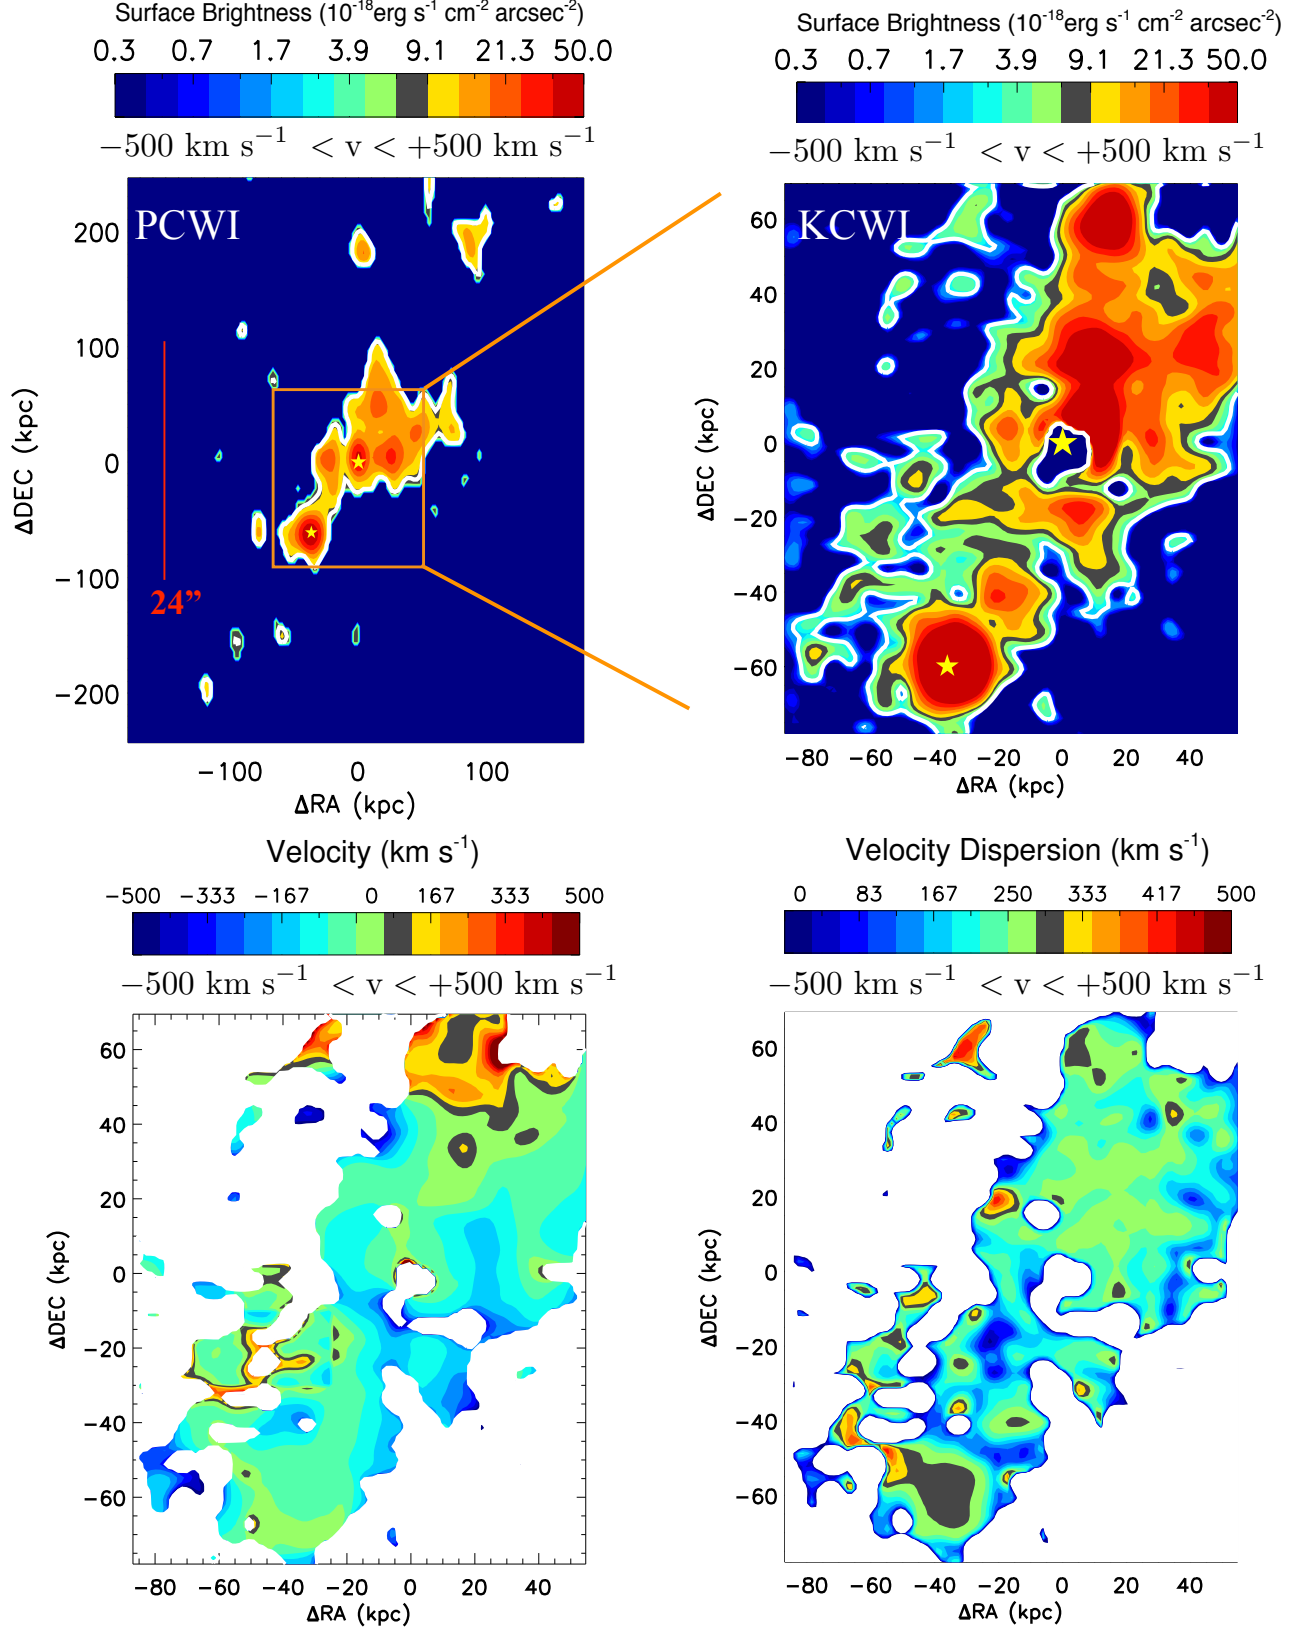 Surface Brightness (10⁻¹⁸erg s⁻¹ cm⁻² arcsec⁻²)
0.3 0.7 1.7 3.9 9.1 21.3 50.0
−500 km s⁻¹ < v < +500 km s⁻¹
PCWI
200
100
0
−100
−200
ΔDEC (kpc)
24”
−100 0 100
ΔRA (kpc)
Surface Brightness (10⁻¹⁸erg s⁻¹ cm⁻² arcsec⁻²)
0.3 0.7 1.7 3.9 9.1 21.3 50.0
−500 km s⁻¹ < v < +500 km s⁻¹
KCWI
60
40
20
0
−20
−40
−60
ΔDEC (kpc)
−80 −60 −40 −20 0 20 40
ΔRA (kpc)
Velocity (km s⁻¹)
−500 −333 −167 0 167 333 500
−500 km s⁻¹ < v < +500 km s⁻¹
60
40
20
0
−20
−40
−60
ΔDEC (kpc)
−80 −60 −40 −20 0 20 40
ΔRA (kpc)
Velocity Dispersion (km s⁻¹)
0 83 167 250 333 417 500
−500 km s⁻¹ < v < +500 km s⁻¹
60
40
20
0
−20
−40
−60
ΔDEC (kpc)
−80 −60 −40 −20 0 20 40
ΔRA (kpc)